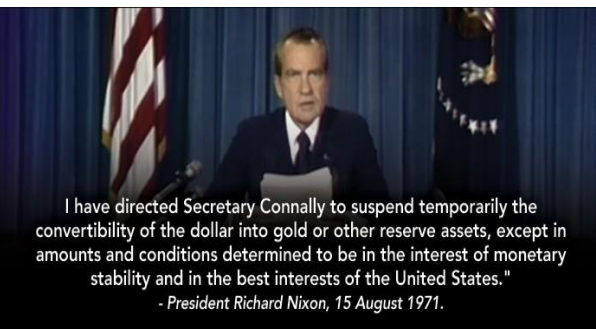 I have directed Secretary Connally to suspend temporarily the
convertibility of the dollar into gold or other reserve assets, except in
amounts and conditions determined to be in the interest of monetary
stability and in the best interests of the United States."
- President Richard Nixon, 15 August 1971.